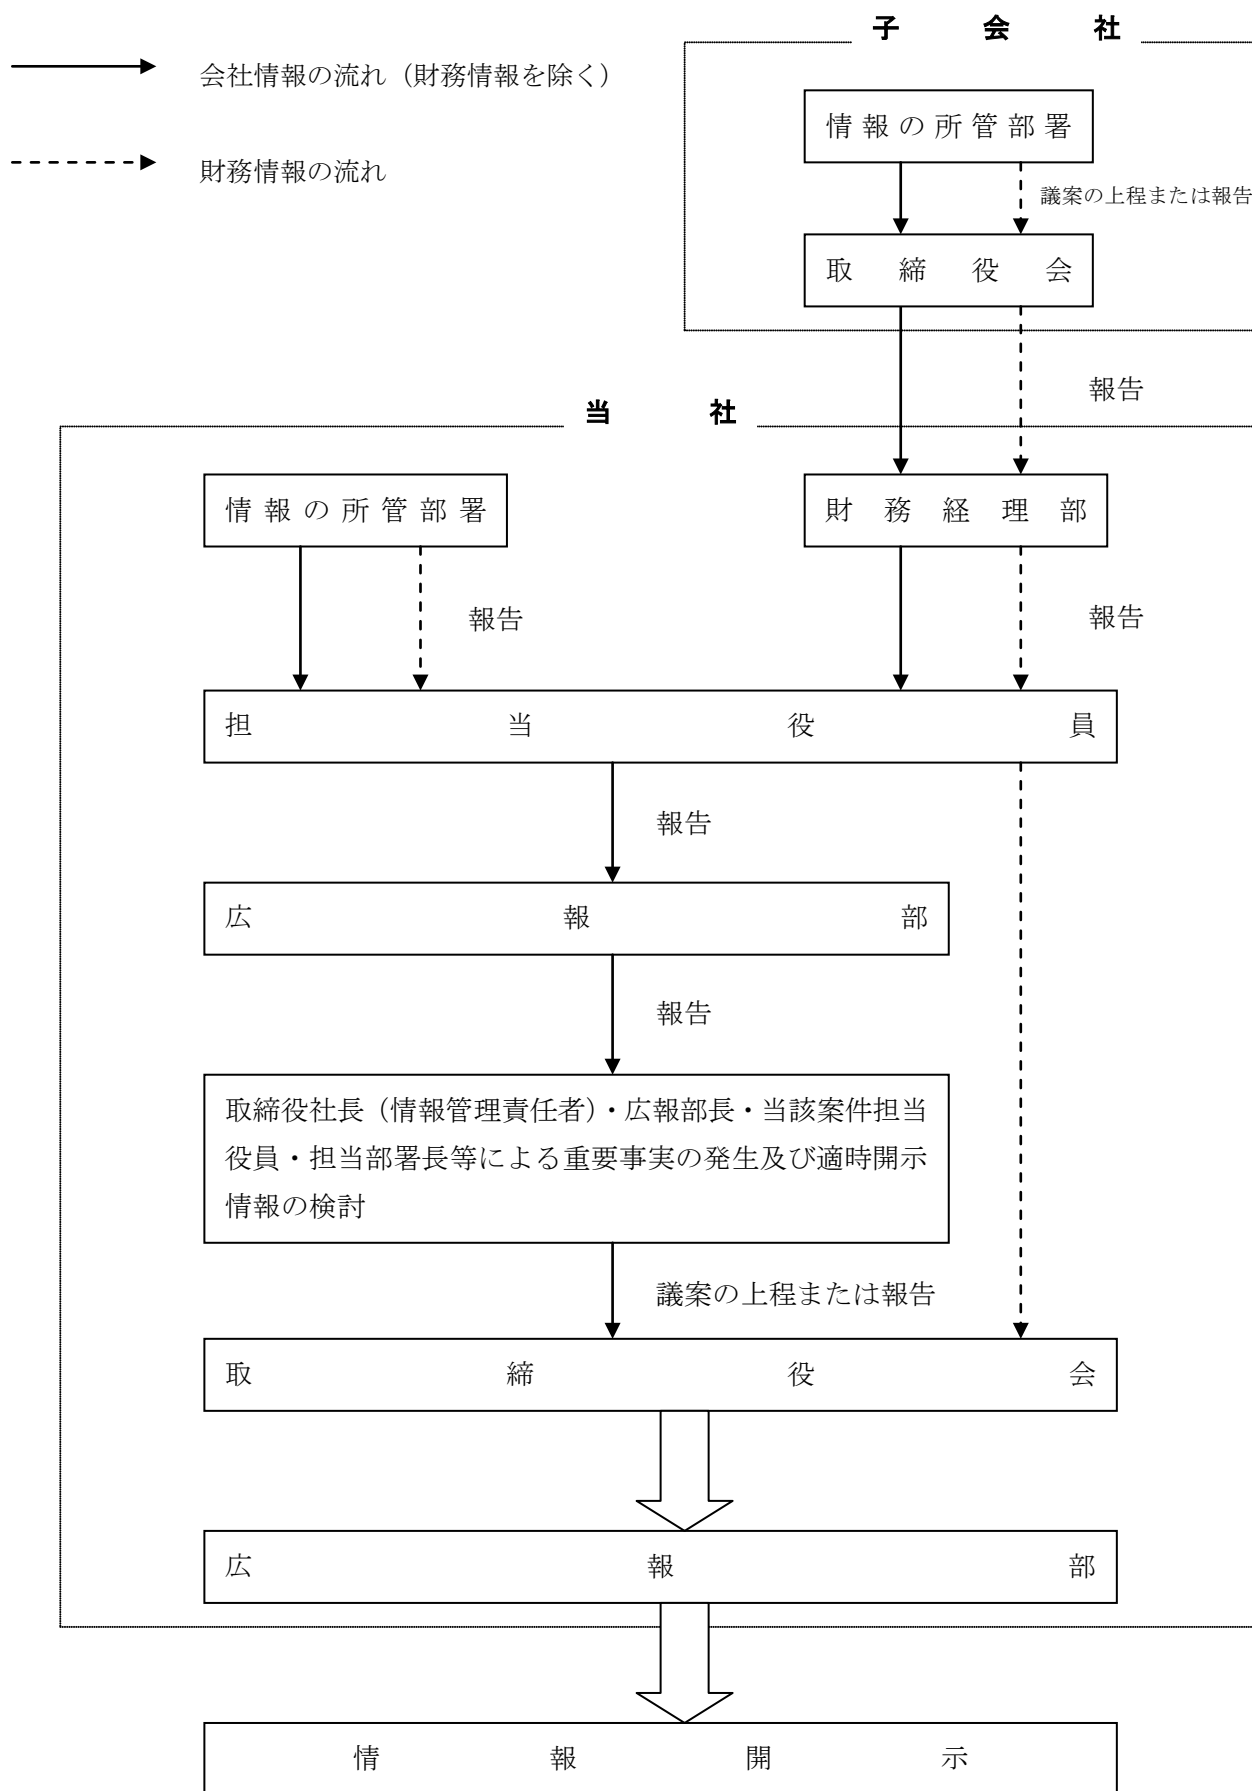 子会社
会社情報の流れ（財務情報を除く）
情報の所管部署
財務情報の流れ
議案の上程または報告
取締役会
報告
当社
情報の所管部署
財務経理部
報告
報告
担当役員
報告
広報部
報告
取締役社長（情報管理責任者）・広報部長・当該案件担当
役員・担当部署長等による重要事実の発生及び適時開示
情報の検討
議案の上程または報告
取締役会
広報部
情報開示